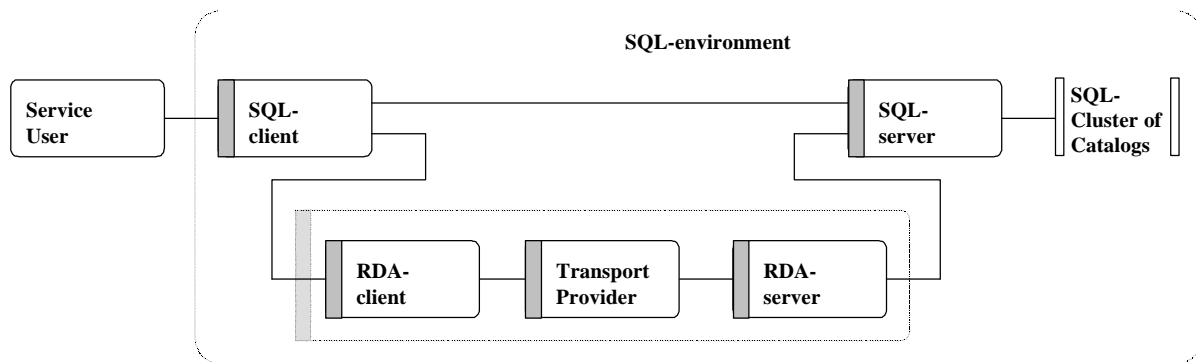 SQL-environment
Service
User
SQL-
client
SQL-
server
SQL-
Cluster of
Catalogs
RDA-
client
Transport
Provider
RDA-
server